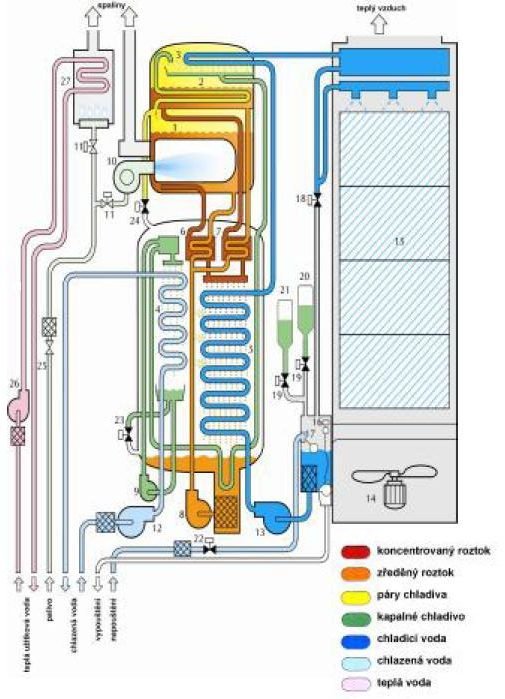 spaliny
teplý vzduch
27
3
2
1
11
10
11
24
18
15
6
7
4
5
20
21
25
19
19
26
23
16
17
9
8
12
13
14
22
teplá užitková voda
palivo
chlazená voda
vypouštění
napouštění
koncentrovaný roztok
zředěný roztok
páry chladiva
kapalné chladivo
chladicí voda
chlazená voda
teplá voda